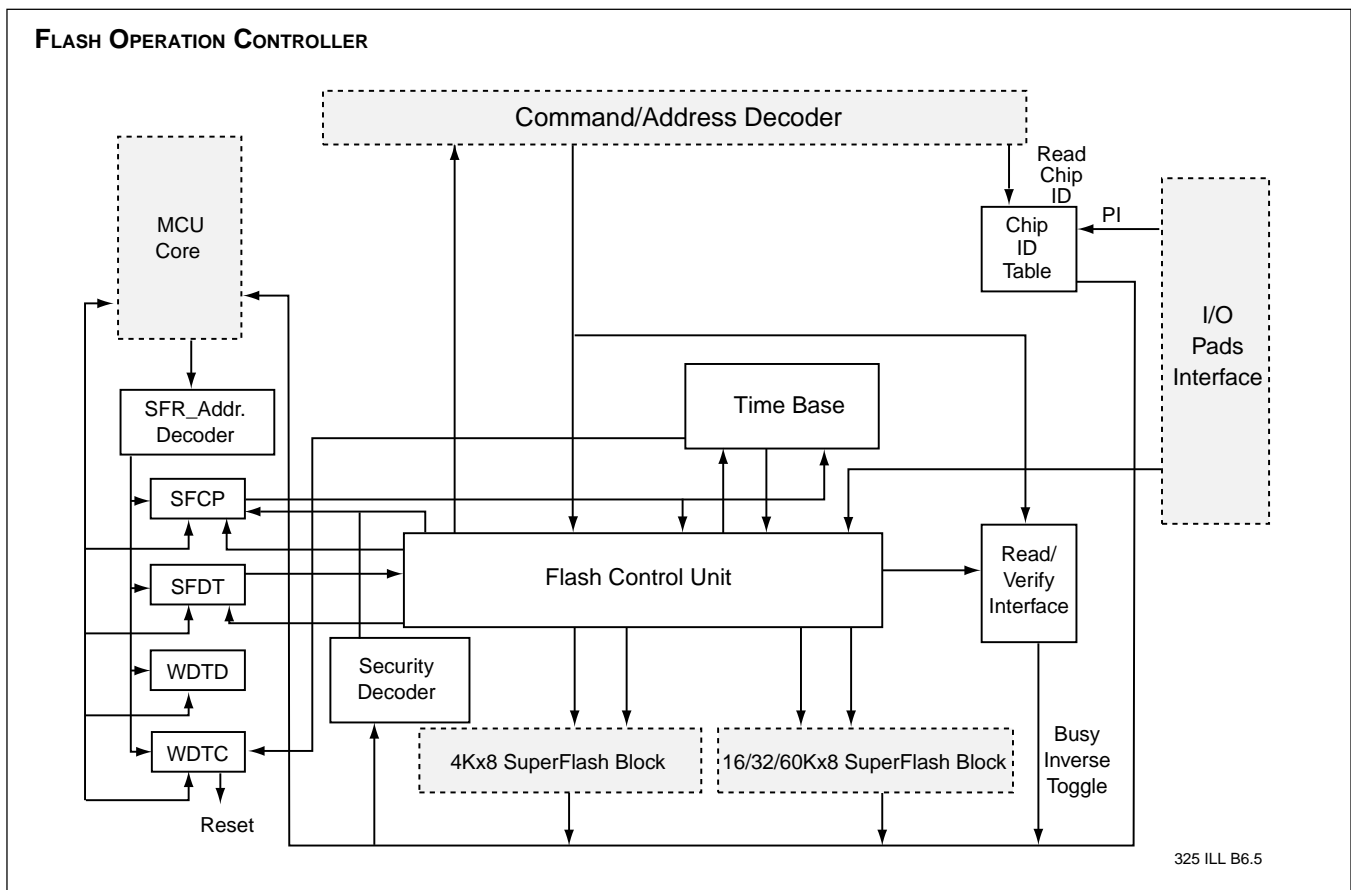 FLASH OPERATION CONTROLLER
Command/Address Decoder
MCU
Core
Read
Chip
ID
PI
Chip
ID
Table
I/O
Pads
Interface
SFR_Addr.
Decoder
Time Base
SFCP
SFDT
Flash Control Unit
Read/
Verify
Interface
WDTD
Security
Decoder
WDTC
4Kx8 SuperFlash Block
16/32/60Kx8 SuperFlash Block
Busy
Inverse
Toggle
Reset
325 ILL B6.5